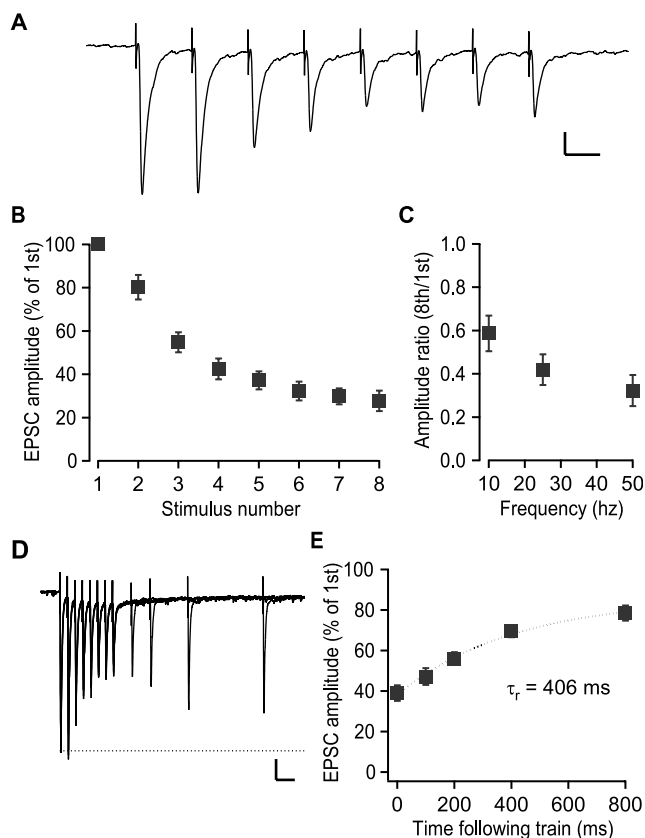 A
B
EPSC amplitude (% of 1st)
100
80
60
40
20
0
1 2 3 4 5 6 7 8
Stimulus number
C
Amplitude ratio (8th/1st)
1.0
0.8
0.6
0.4
0.2
0.0
10 20 30 40 50
Frequency (hz)
D
E
EPSC amplitude (% of 1st)
100
80
60
40
20
0
τr = 406 ms
0 200 400 600 800
Time following train (ms)